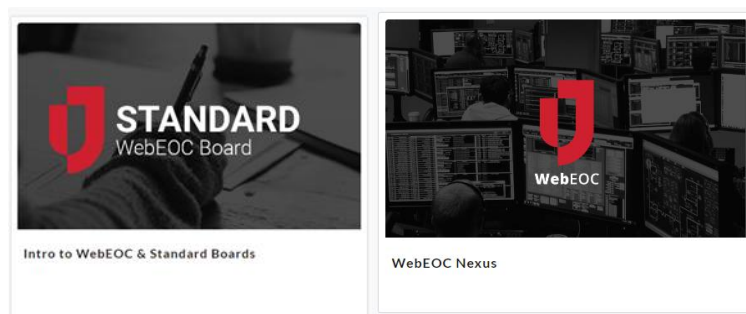 STANDARD
WebEOC Board
Intro to WebEOC & Standard Boards
WebEOC
WebEOC Nexus